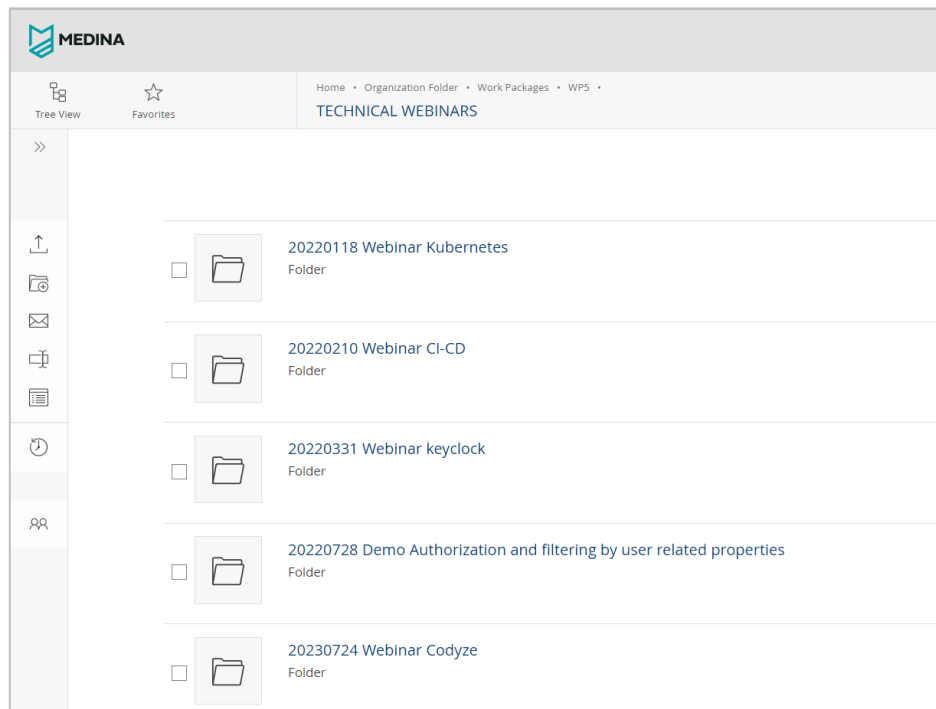 MEDINA
Tree View
Favorites
Home • Organization Folder • Work Packages • WP5 •
TECHNICAL WEBINARS
20220118 Webinar Kubernetes
Folder
20220210 Webinar CI-CD
Folder
20220331 Webinar keyclock
Folder
20220728 Demo Authorization and filtering by user related properties
Folder
20230724 Webinar Codyze
Folder